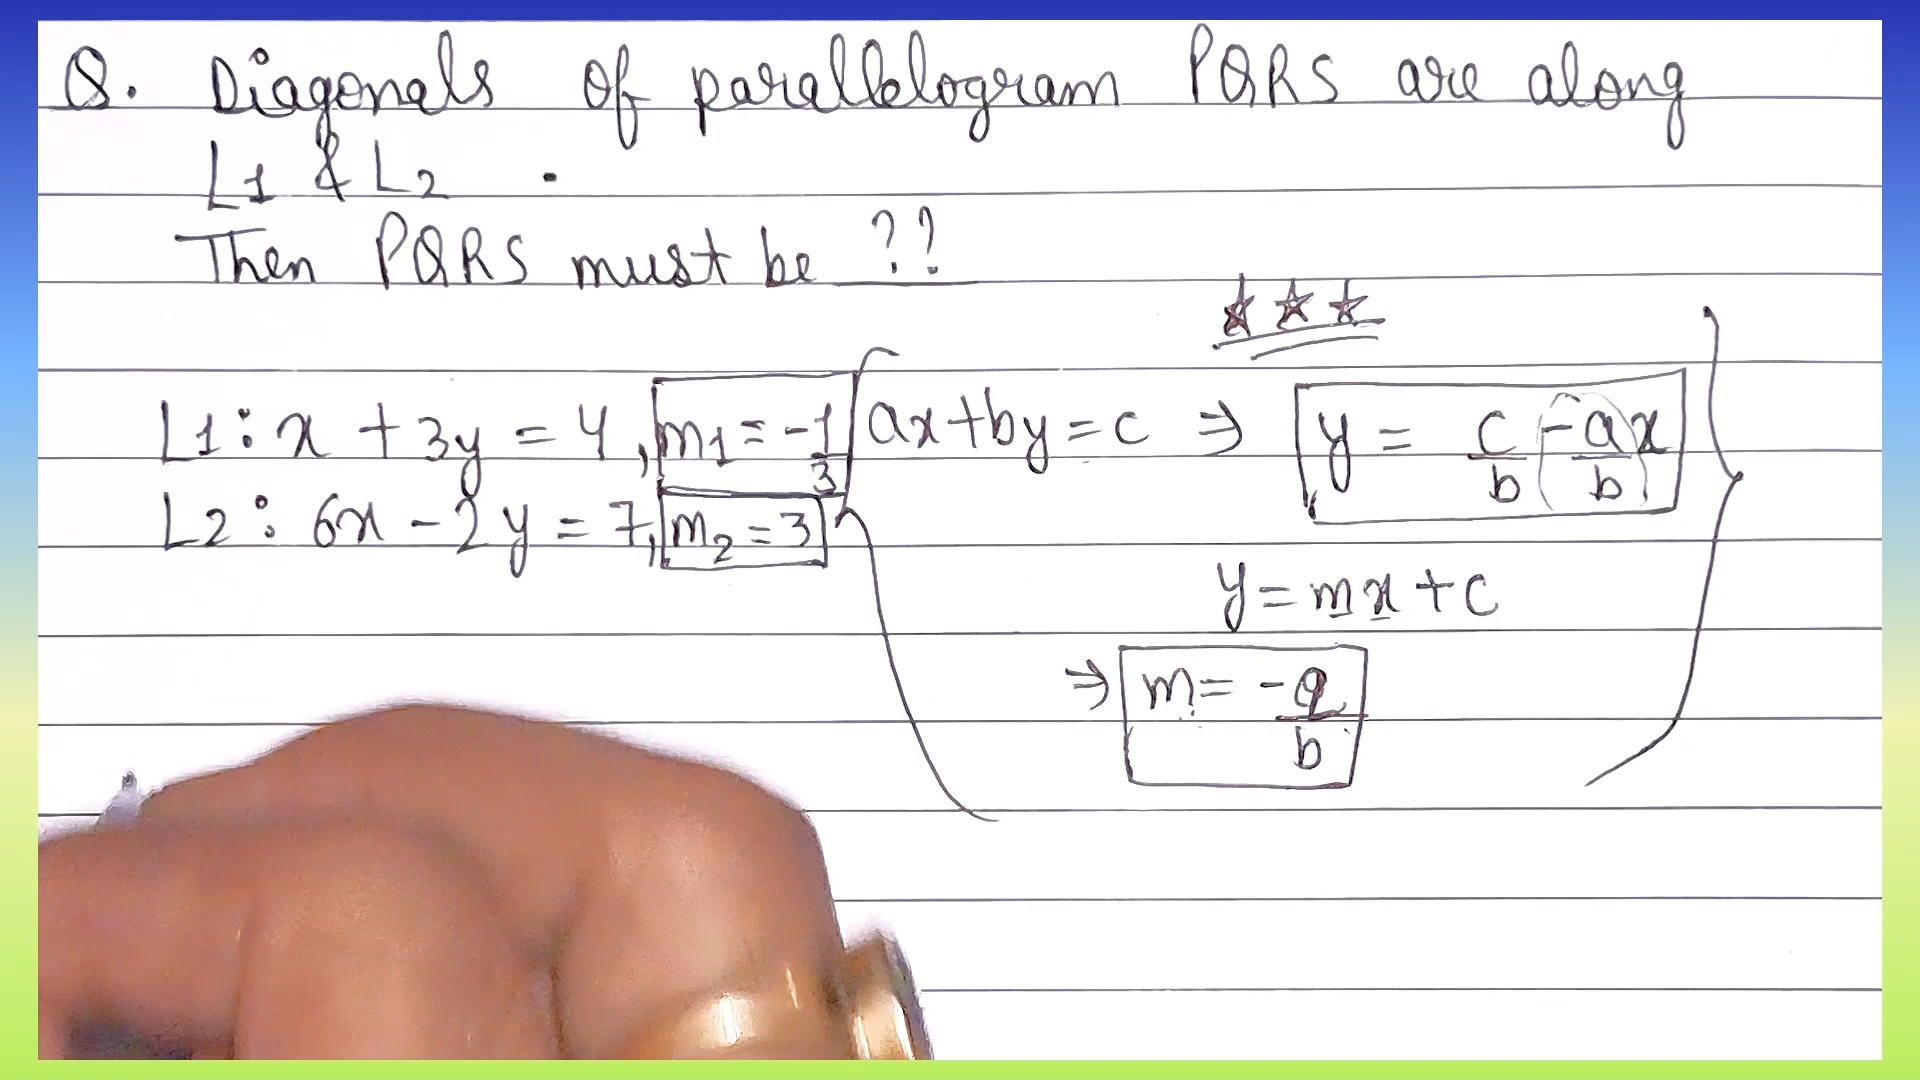 Q. Diagonals of parallelogram PQRS are along
L1 & L2 .
Then PQRS must be ??
L1: x + 3y = 4, m1 = -1/3
L2: 6x - 2y = 7, m2 = 3
ax+by=c ⇒ y = c/b - a/b x
y = mx + c
⇒ m = -a/b